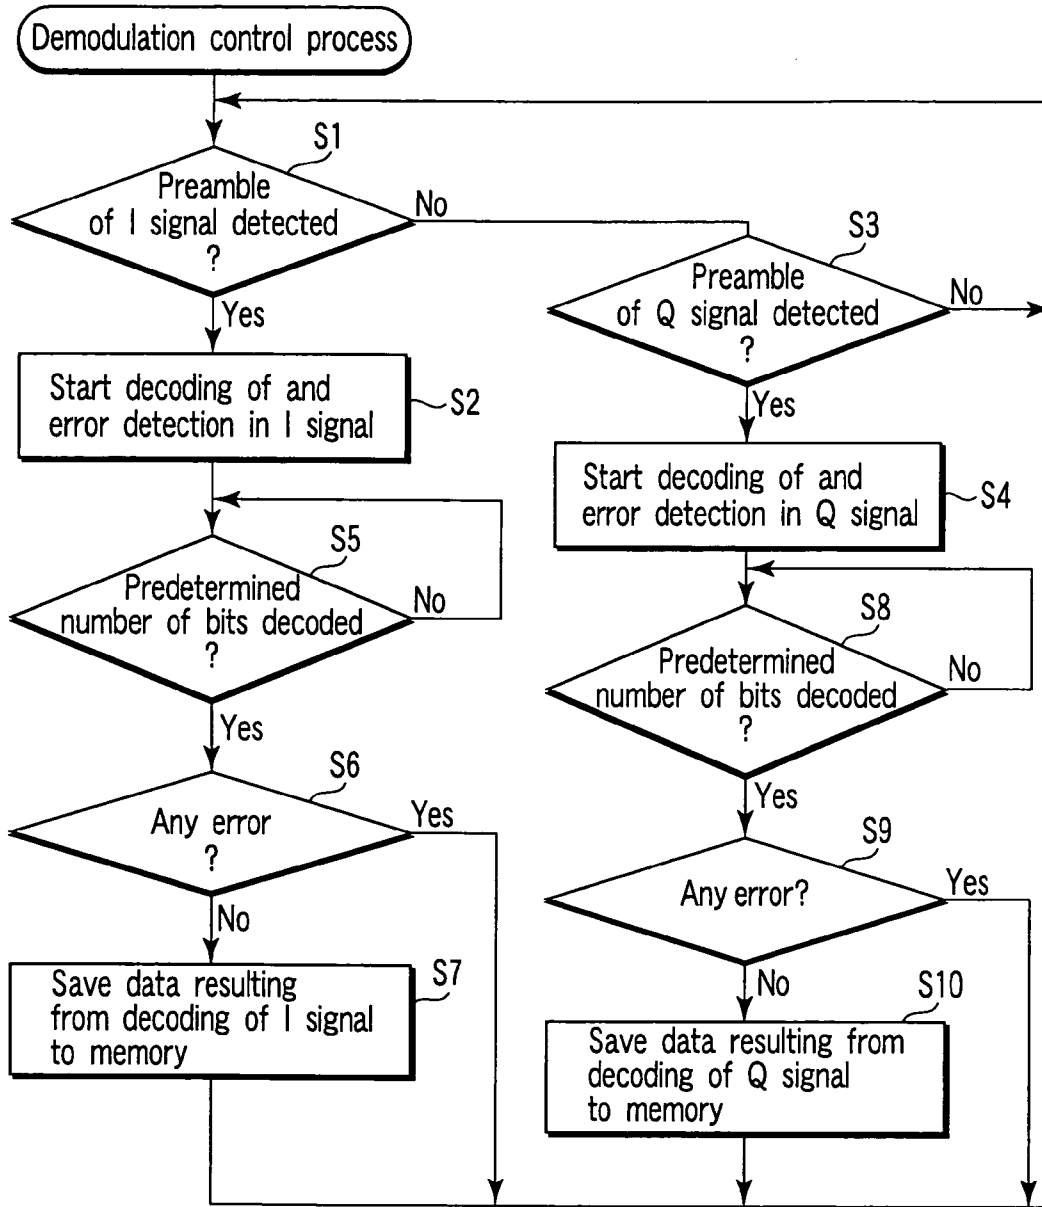 Demodulation control process
S1
Preamble
of I signal detected
?
No
Yes
S3
Preamble
of Q signal detected
?
No
Yes
Start decoding of and
error detection in I signal
S2
Start decoding of and
error detection in Q signal
S4
S5
Predetermined
number of bits decoded
?
No
Yes
S8
Predetermined
number of bits decoded
?
No
Yes
S6
Any error
?
Yes
No
S9
Any error?
Yes
No
Save data resulting
from decoding of I signal
to memory
S7
Save data resulting from
decoding of Q signal
to memory
S10